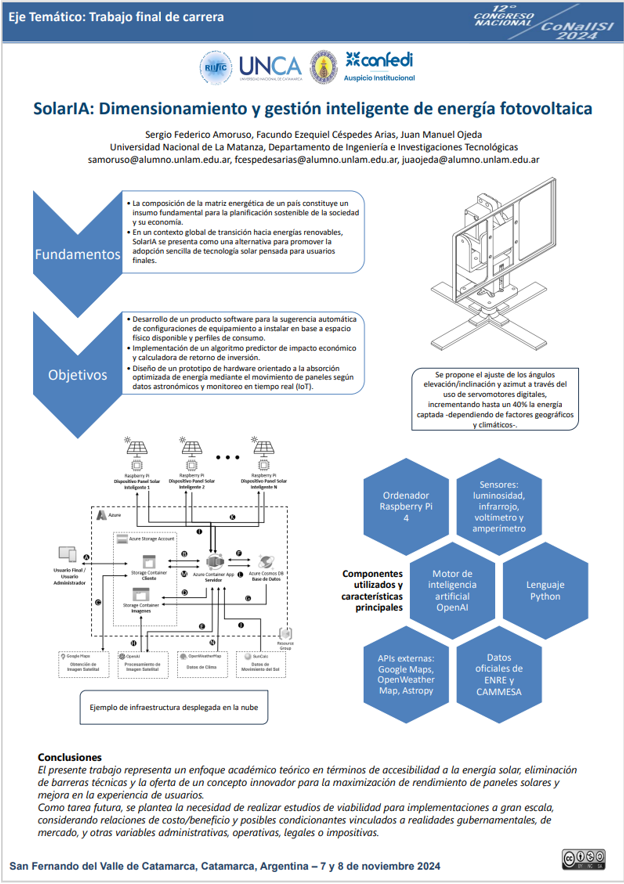 Eje Temático: Trabajo final de carrera
12º
CONGRESO
NACIONAL
CoNaIISI
2024
RIISIC
UNCA
UNIVERSIDAD NACIONAL DE CATAMARCA
confedi
Auspicio Institucional
SolarIA: Dimensionamiento y gestión inteligente de energía fotovoltaica
Sergio Federico Amoruso, Facundo Ezequiel Céspedes Arias, Juan Manuel Ojeda
Universidad Nacional de La Matanza, Departamento de Ingeniería e Investigaciones Tecnológicas
samoruso@alumno.unlam.edu.ar, fcespedesarias@alumno.unlam.edu.ar, juaojeda@alumno.unlam.edu.ar
Fundamentos
• La composición de la matriz energética de un país constituye un
insumo fundamental para la planificación sostenible de la sociedad
y su economía.
• En un contexto global de transición hacia energías renovables,
SolarIA se presenta como una alternativa para promover la
adopción sencilla de tecnología solar pensada para usuarios
finales.
Objetivos
• Desarrollo de un producto software para la sugerencia automática
de configuraciones de equipamiento a instalar en base a espacio
físico disponible y perfiles de consumo.
• Implementación de un algoritmo predictor de impacto económico
y calculadora de retorno de inversión.
• Diseño de un prototipo de hardware orientado a la absorción
optimizada de energía mediante el movimiento de paneles según
datos astronómicos y monitoreo en tiempo real (IoT).
Se propone el ajuste de los ángulos
elevación/inclinación y azimut a través del
uso de servomotores digitales,
incrementando hasta un 40% la energía
captada -dependiendo de factores geográficos
y climáticos-.
Raspberry Pi
Dispositivo Panel Solar
Inteligente 1
Raspberry Pi
Dispositivo Panel Solar
Inteligente 2
Raspberry Pi
Dispositivo Panel Solar
Inteligente N
Azure
K
I
Azure Storage Account
Usuario Final /
Usuario
Administrador
A
Storage Container
Cliente
B
M
Azure Container App
Servidor
F
L
Azure Cosmos DB
Base de Datos
C
D
G
Storage Container
Imagenes
E
J
H
N
Resource
Group
Google Maps
Obtención de
Imagen Satelital
OpenAI
Procesamiento de
Imagen Satelital
OpenWeatherMap
Datos de Clima
SunCalc
Datos de
Movimiento del Sol
Ejemplo de infraestructura desplegada en la nube
Componentes
utilizados y
características
principales
Ordenador
Raspberry Pi
4
Sensores:
luminosidad,
infrarrojo,
voltímetro y
amperímetro
Motor de
inteligencia
artificial
OpenAI
Lenguaje
Python
APIs externas:
Google Maps,
OpenWeather
Map, Astropy
Datos
oficiales de
ENRE y
CAMMESA
Conclusiones
El presente trabajo representa un enfoque académico teórico en términos de accesibilidad a la energía solar, eliminación
de barreras técnicas y la oferta de un concepto innovador para la maximización de rendimiento de paneles solares y
mejora en la experiencia de usuarios.
Como tarea futura, se plantea la necesidad de realizar estudios de viabilidad para implementaciones a gran escala,
considerando relaciones de costo/beneficio y posibles condicionantes vinculados a realidades gubernamentales, de
mercado, y otras variables administrativas, operativas, legales o impositivas.
San Fernando del Valle de Catamarca, Catamarca, Argentina – 7 y 8 de noviembre 2024